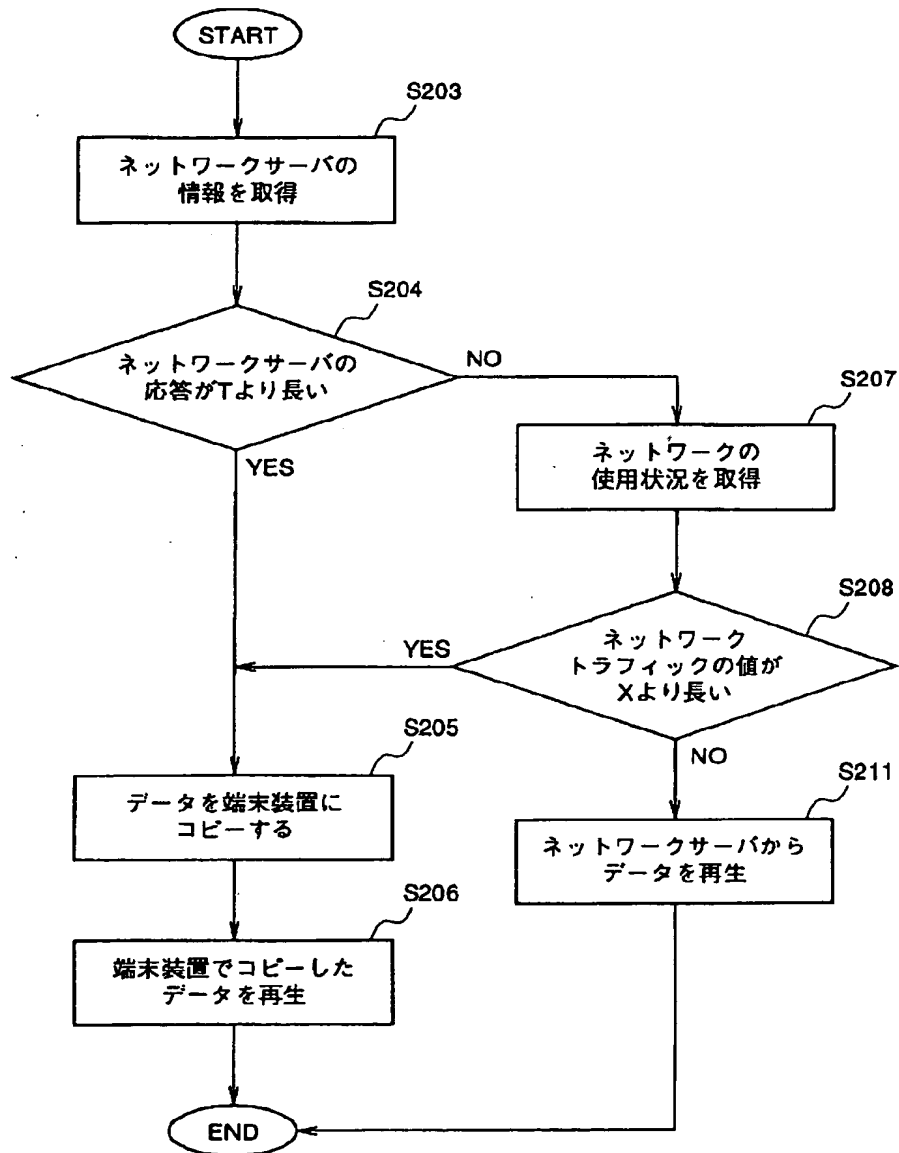 START
S203
ネットワークサーバの
情報を取得
S204
ネットワークサーバの
応答がTより長い
NO
YES
S207
ネットワークの
使用状況を取得
S208
ネットワーク
トラフィックの値が
Xより長い
YES
NO
S205
データを端末装置に
コピーする
S211
ネットワークサーバから
データを再生
S206
端末装置でコピーした
データを再生
END